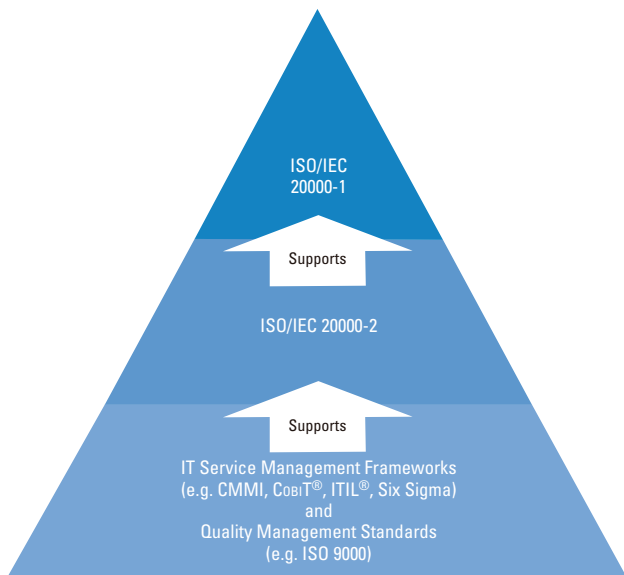 ISO/IEC
20000-1
Supports
ISO/IEC 20000-2
Supports
IT Service Management Frameworks
(e.g. CMMI, COBIT®, ITIL®, Six Sigma)
and
Quality Management Standards
(e.g. ISO 9000)